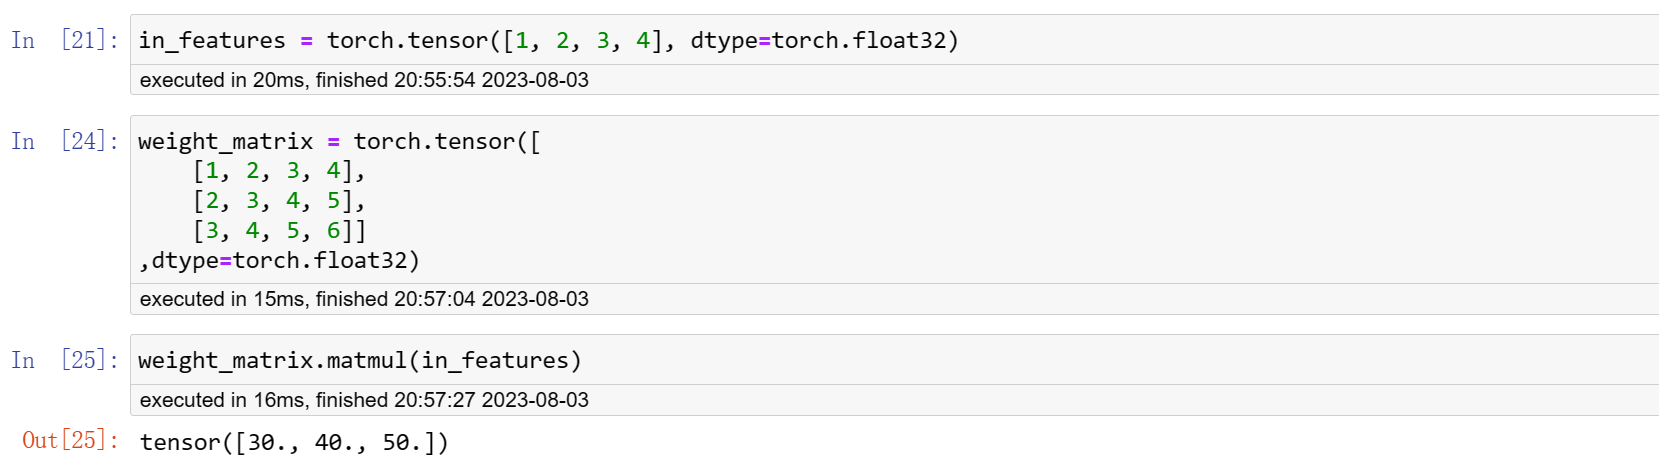 In [21]: in_features = torch.tensor([1, 2, 3, 4], dtype=torch.float32)
executed in 20ms, finished 20:55:54 2023-08-03
In [24]: weight_matrix = torch.tensor([
    [1, 2, 3, 4],
    [2, 3, 4, 5],
    [3, 4, 5, 6]]
,dtype=torch.float32)
executed in 15ms, finished 20:57:04 2023-08-03
In [25]: weight_matrix.matmul(in_features)
executed in 16ms, finished 20:57:27 2023-08-03
Out[25]: tensor([30., 40., 50.])